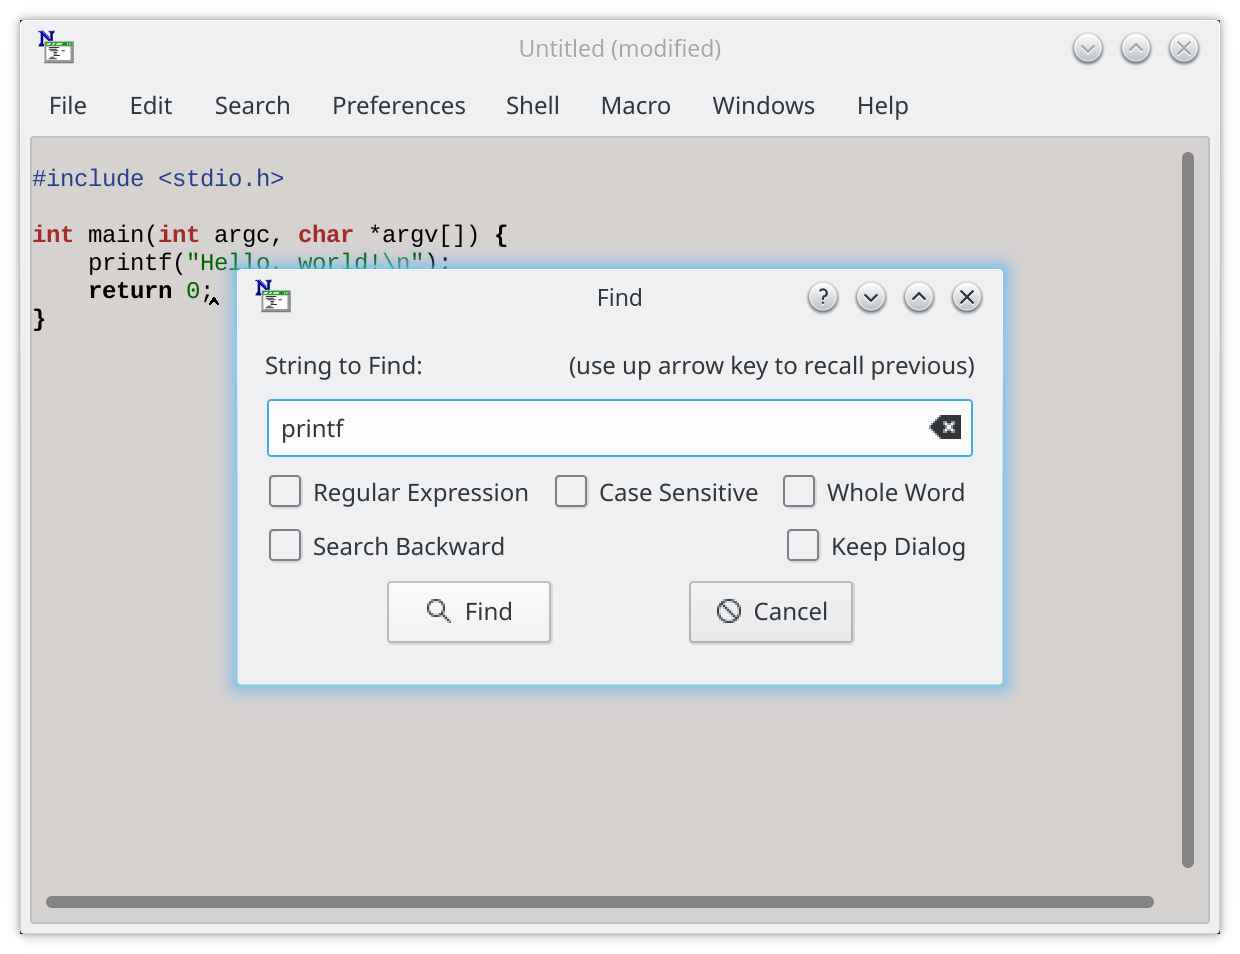 Untitled (modified)
File Edit Search Preferences Shell Macro Windows Help
#include <stdio.h>
int main(int argc, char *argv[]) {
    printf("Hello, world!\n");
    return 0;
}
Find
String to Find: (use up arrow key to recall previous)
printf
Regular Expression Case Sensitive Whole Word
Search Backward Keep Dialog
Find Cancel